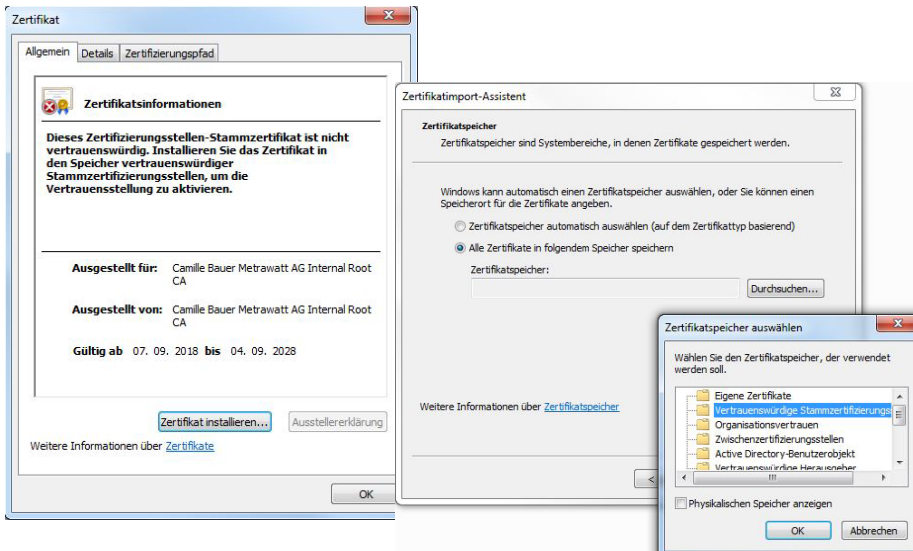 Zertifikat
Allgemein Details Zertifizierungspfad
Zertifikatsinformationen
Dieses Zertifizierungsstellen-Stammzertifikat ist nicht
vertrauenswürdig. Installieren Sie das Zertifikat in
den Speicher vertrauenswürdiger
Stammzertifizierungsstellen, um die
Vertrauensstellung zu aktivieren.
Ausgestellt für: Camille Bauer Metrawatt AG Internal Root
CA
Ausgestellt von: Camille Bauer Metrawatt AG Internal Root
CA
Gültig ab 07. 09. 2018 bis 04. 09. 2028
Zertifikat installieren... Ausstellererklärung
Weitere Informationen über Zertifikate
OK
Zertifikatimport-Assistent
Zertifikatspeicher
Zertifikatspeicher sind Systembereiche, in denen Zertifikate gespeichert werden.
Windows kann automatisch einen Zertifikatspeicher auswählen, oder Sie können einen
Speicherort für die Zertifikate angeben.
Zertifikatspeicher automatisch auswählen (auf dem Zertifikattyp basierend)
Alle Zertifikate in folgendem Speicher speichern
Zertifikatspeicher:
Durchsuchen...
Weitere Informationen über Zertifikatspeicher
<
Zertifikatspeicher auswählen
Wählen Sie den Zertifikatspeicher, der verwendet
werden soll.
Eigene Zertifikate
Vertrauenswürdige Stammzertifizierungs
Organisationsvertrauen
Zwischenzertifizierungsstellen
Active Directory-Benutzerobjekt
Vertrauenswürdige Herausgeber
Physikalischen Speicher anzeigen
OK Abbrechen